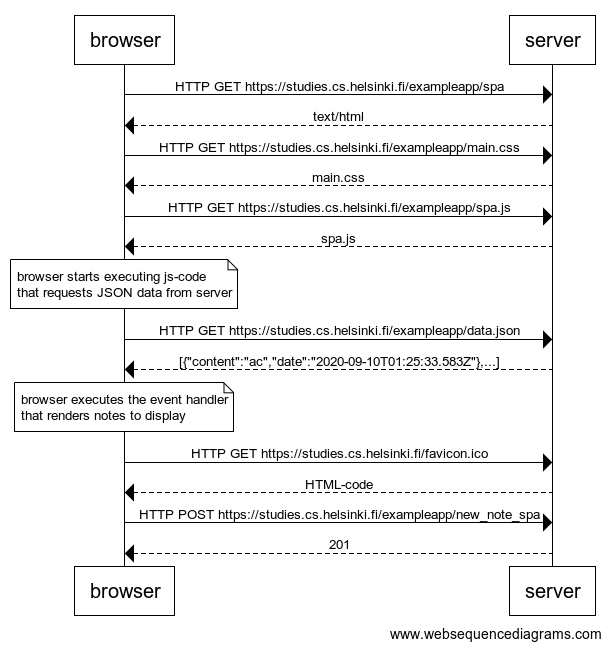 browser
server
HTTP GET https://studies.cs.helsinki.fi/exampleapp/spa
text/html
HTTP GET https://studies.cs.helsinki.fi/exampleapp/main.css
main.css
HTTP GET https://studies.cs.helsinki.fi/exampleapp/spa.js
spa.js
browser starts executing js-code
that requests JSON data from server
HTTP GET https://studies.cs.helsinki.fi/exampleapp/data.json
[{"content":"ac","date":"2020-09-10T01:25:33.583Z"},...]
browser executes the event handler
that renders notes to display
HTTP GET https://studies.cs.helsinki.fi/favicon.ico
HTML-code
HTTP POST https://studies.cs.helsinki.fi/exampleapp/new_note_spa
201
browser
server
www.websequencediagrams.com